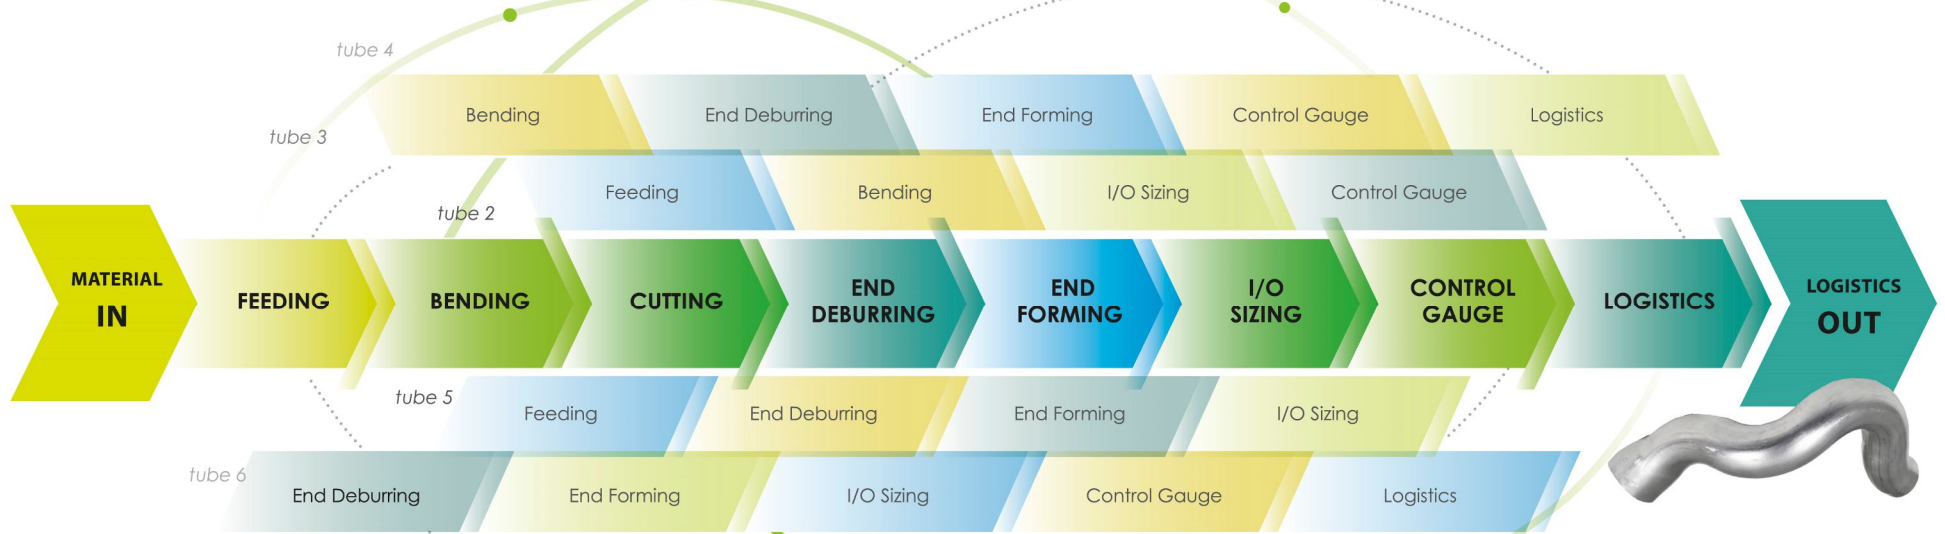 tube 4
Bending
End Deburring
End Forming
Control Gauge
Logistics
tube 3
Feeding
Bending
I/O Sizing
Control Gauge
tube 2
MATERIAL
IN
FEEDING
BENDING
CUTTING
END
DEBURRING
END
FORMING
I/O
SIZING
CONTROL
GAUGE
LOGISTICS
LOGISTICS
OUT
tube 5
Feeding
End Deburring
End Forming
I/O Sizing
tube 6
End Deburring
End Forming
I/O Sizing
Control Gauge
Logistics